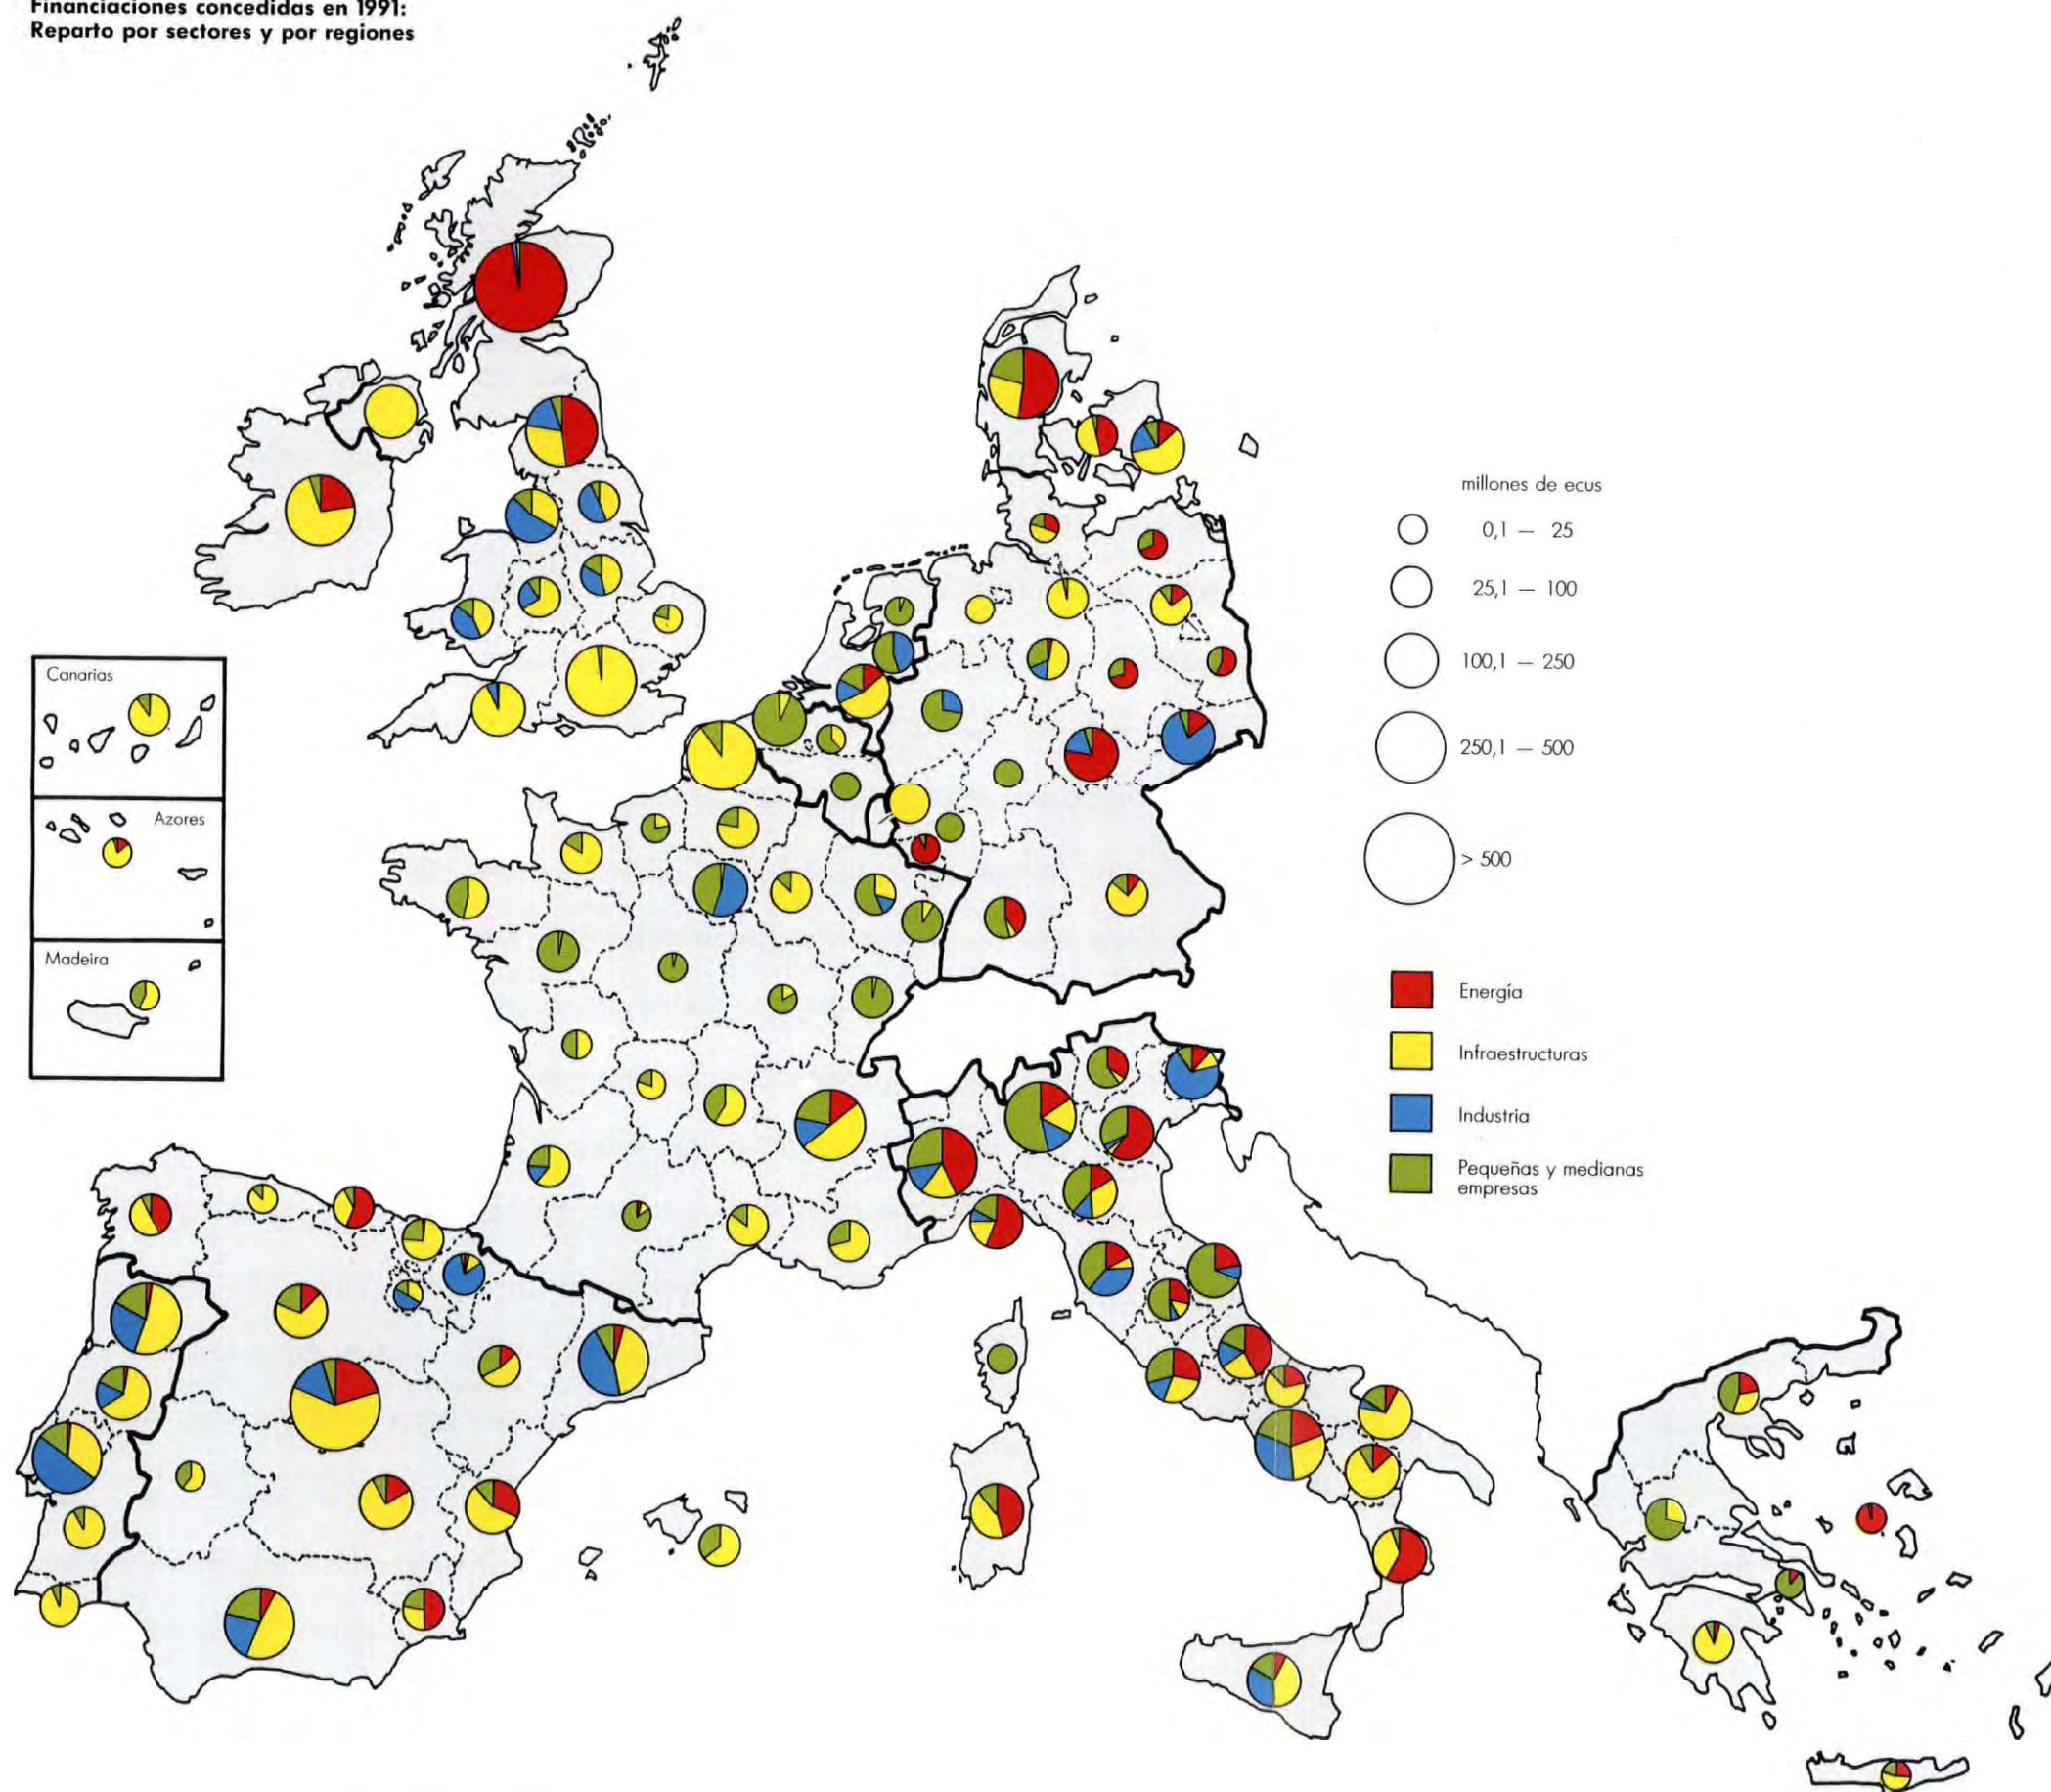 Financiaciones concedidas en 1991:
Reparto por sectores y por regiones
Canarias
Azores
Madeira
millones de ecus
0,1 — 25
25,1 — 100
100,1 — 250
250,1 — 500
> 500
Energía
Infraestructuras
Industria
Pequeñas y medianas
empresas